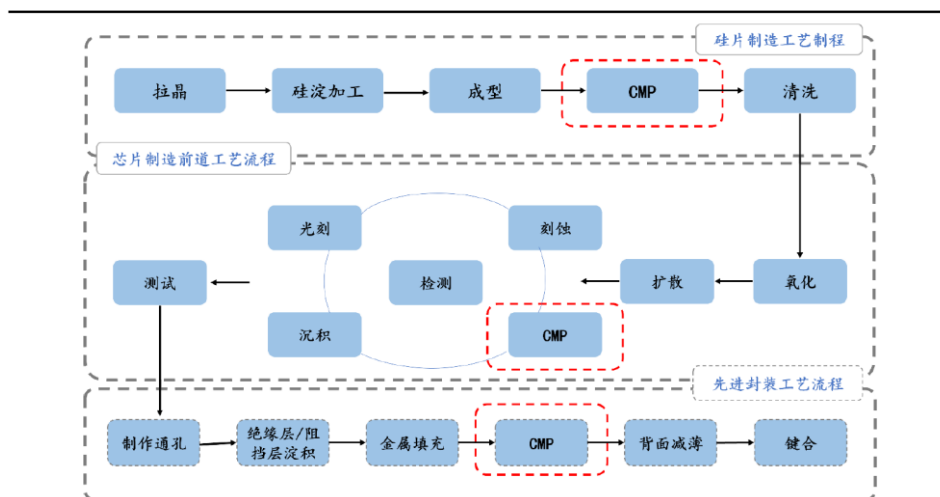 硅片制造工艺制程
拉晶
硅淀加工
成型
CMP
清洗
芯片制造前道工艺流程
光刻
刻蚀
测试
检测
扩散
氧化
沉积
CMP
先进封装工艺流程
制作通孔
绝缘层/阻
挡层淀积
金属填充
CMP
背面减薄
键合